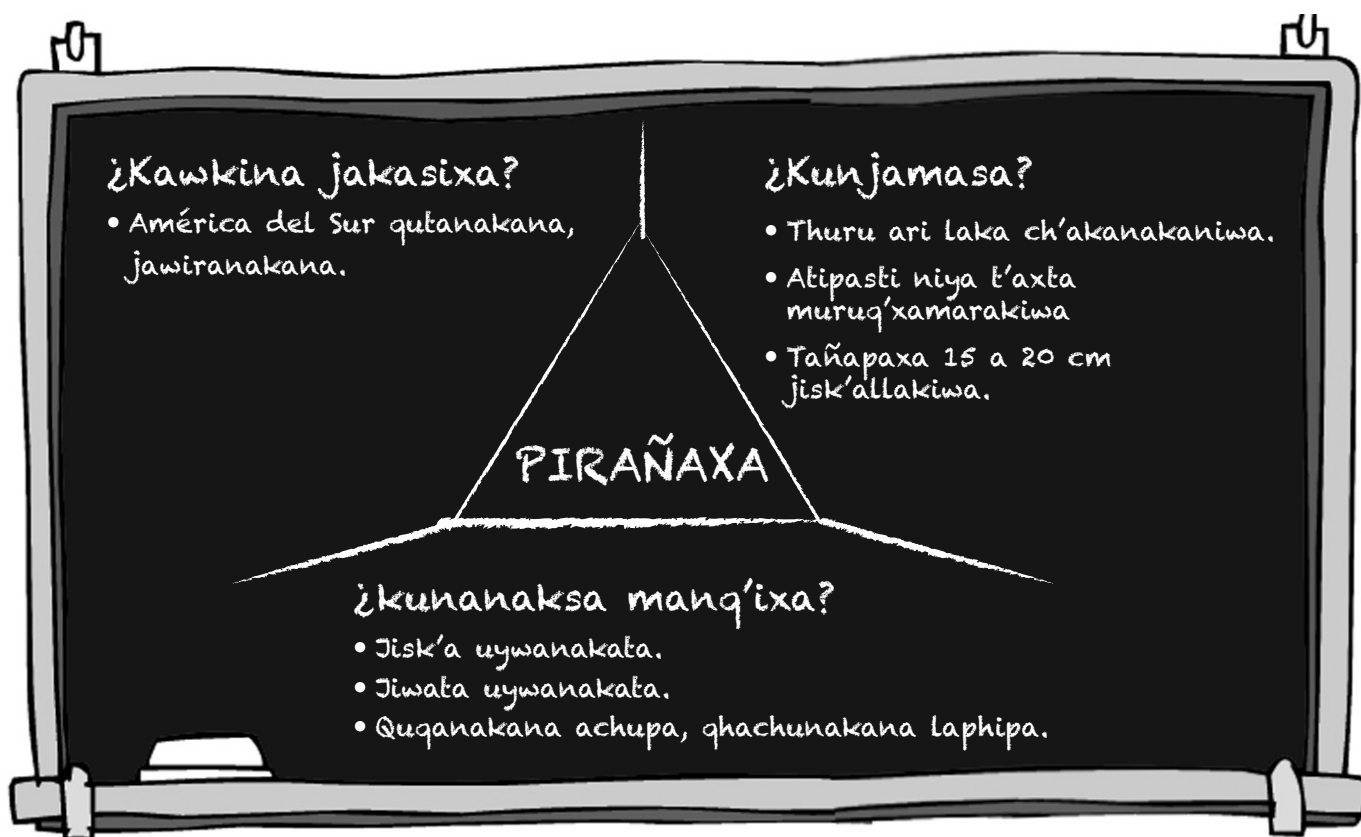 ¿Kawkina jakasixa?
• América del Sur qutanakana,
jawiranakana.
¿Kunjamasa?
• Thuru ari laka ch'akanakaniwa.
• Atipasti niya t'axta
muruq'xamarakiwa
• Tañapaxa 15 a 20 cm
jisk'allakiwa.
PIRAÑAXA
¿kunanaksa manq'ixa?
• Jisk'a uywanakata.
• Jiwata uywanakata.
• Quqanakana achupa, qhachunakana laphipa.